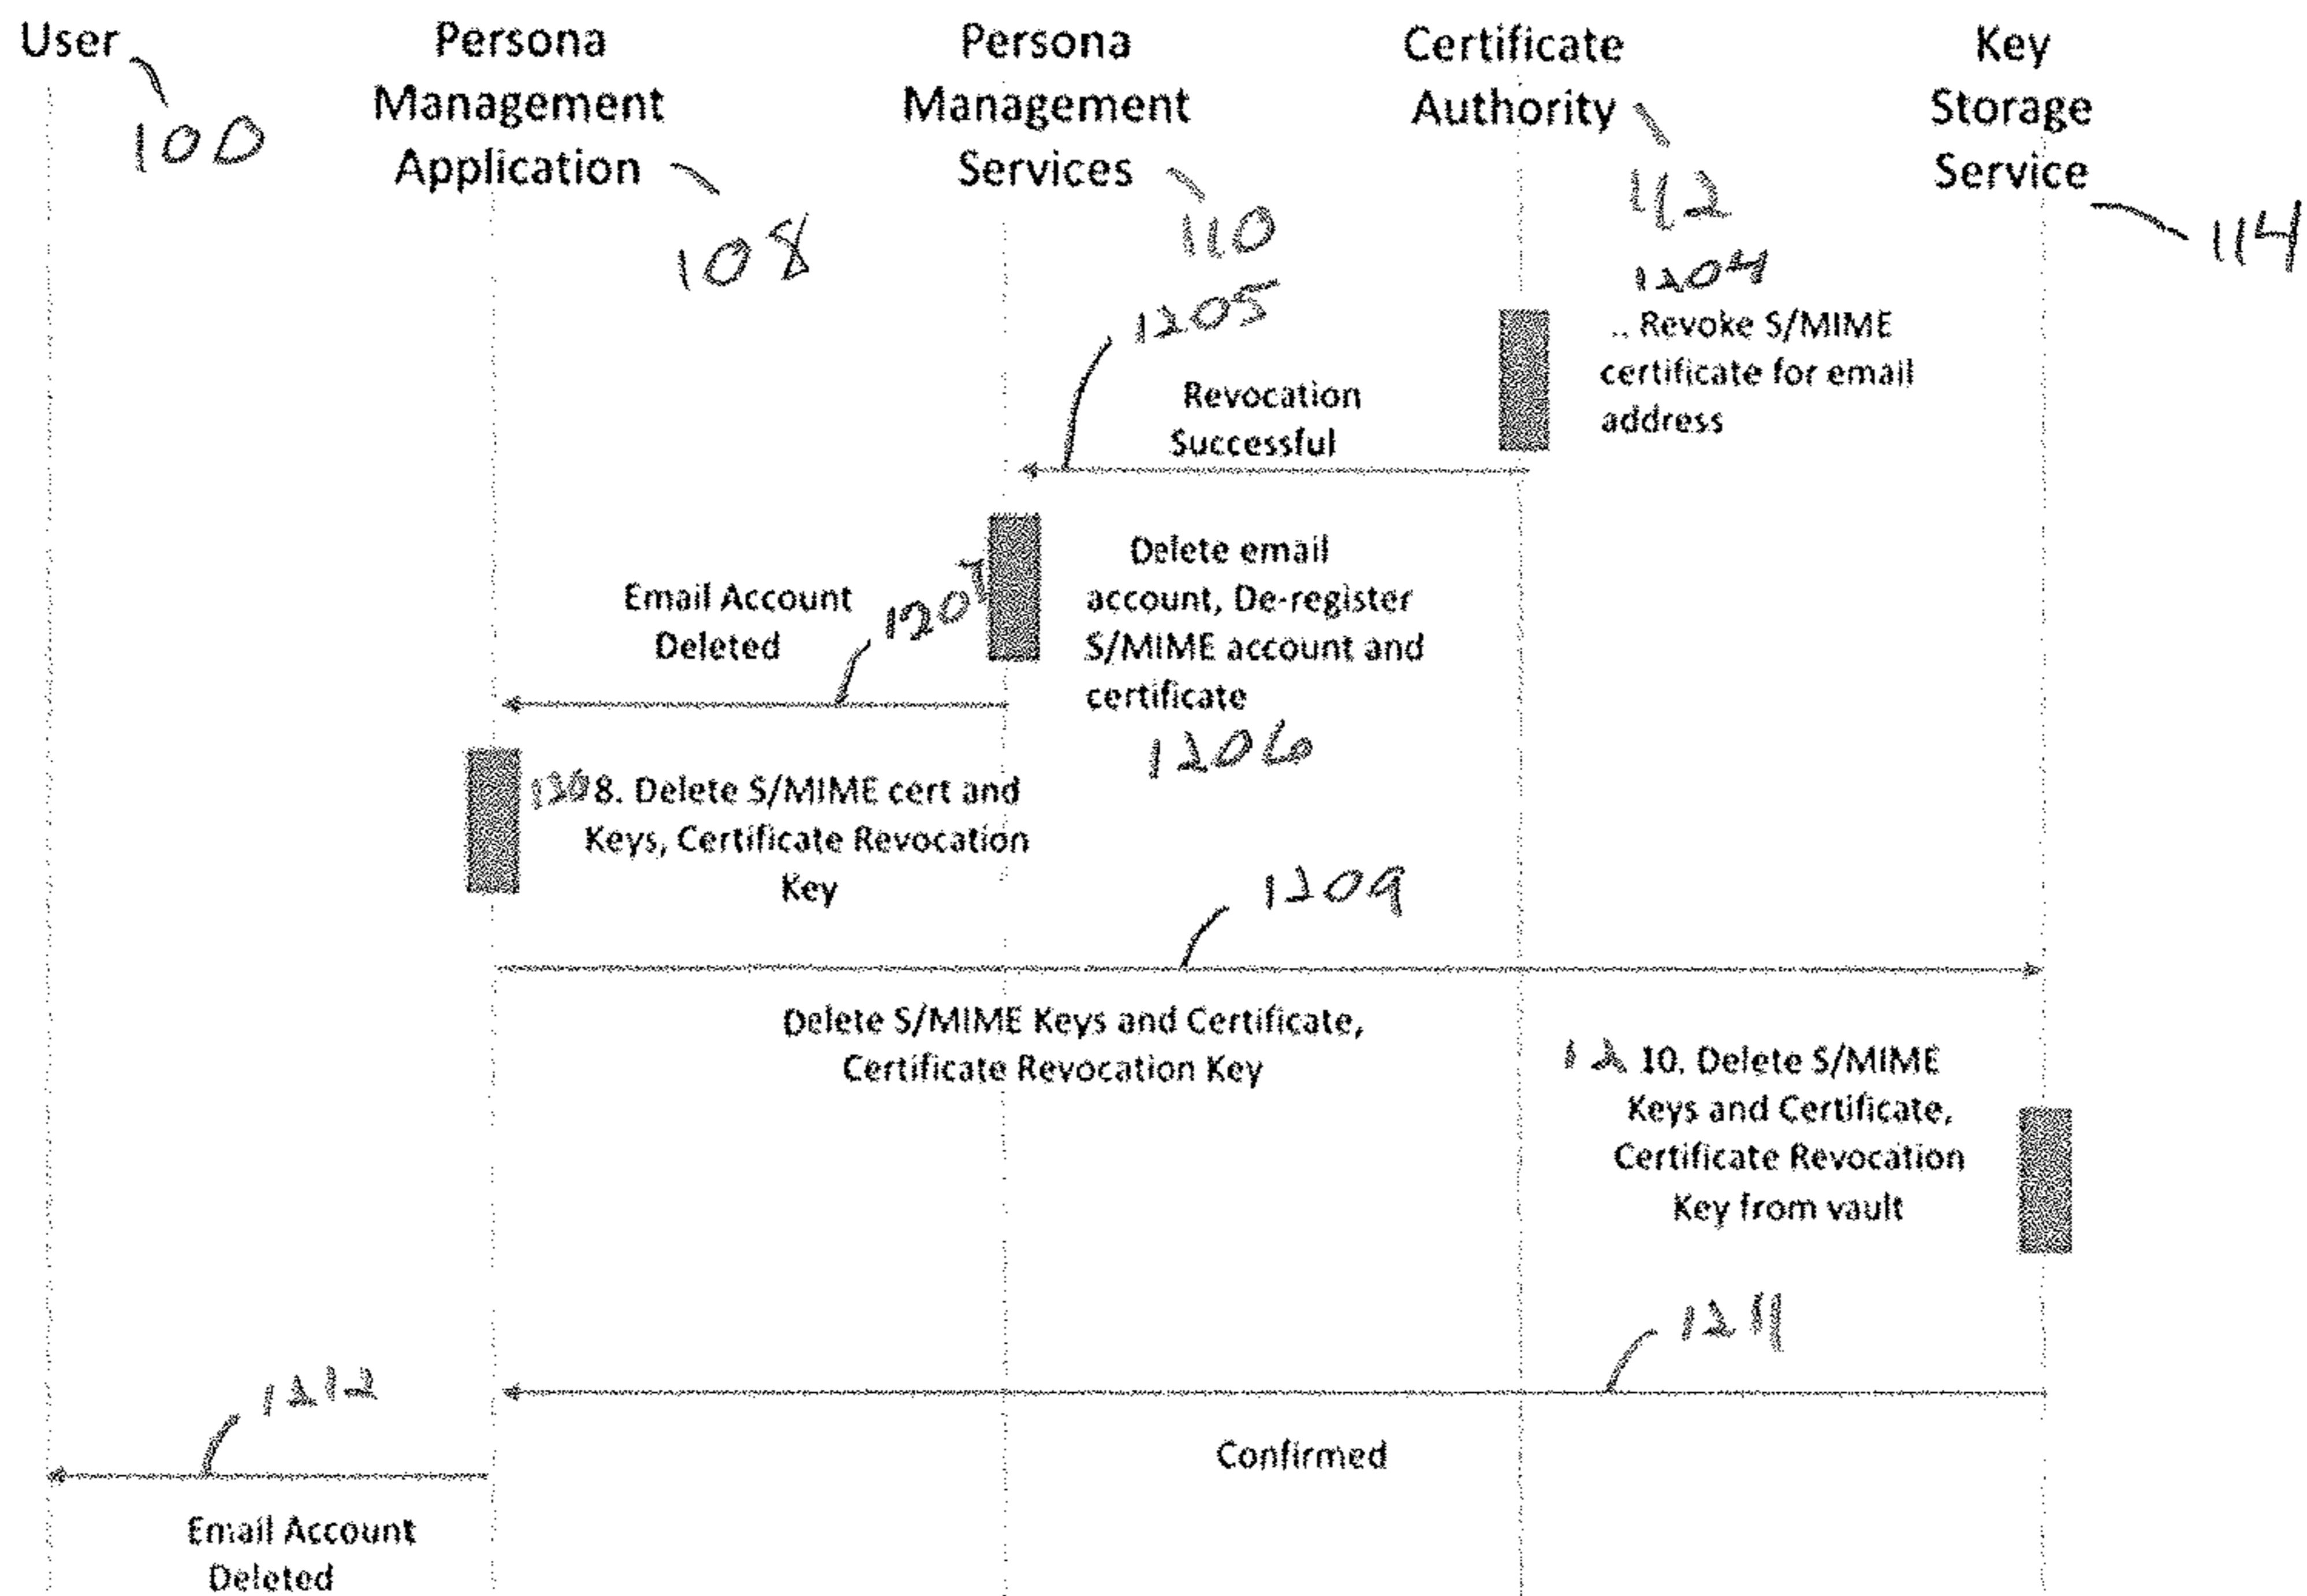 User
100
Persona
Management
Application
108
Persona
Management
Services
110
Certificate
Authority
112
Key
Storage
Service
114
1204
.. Revoke S/MIME
certificate for email
address
1205
Revocation
Successful
Delete email
account, De-register
S/MIME account and
certificate
1206
Email Account
Deleted
1207
1208. Delete S/MIME cert and
Keys, Certificate Revocation
Key
1209
Delete S/MIME Keys and Certificate,
Certificate Revocation Key
1210. Delete S/MIME
Keys and Certificate,
Certificate Revocation
Key from vault
1211
Confirmed
1212
Email Account
Deleted